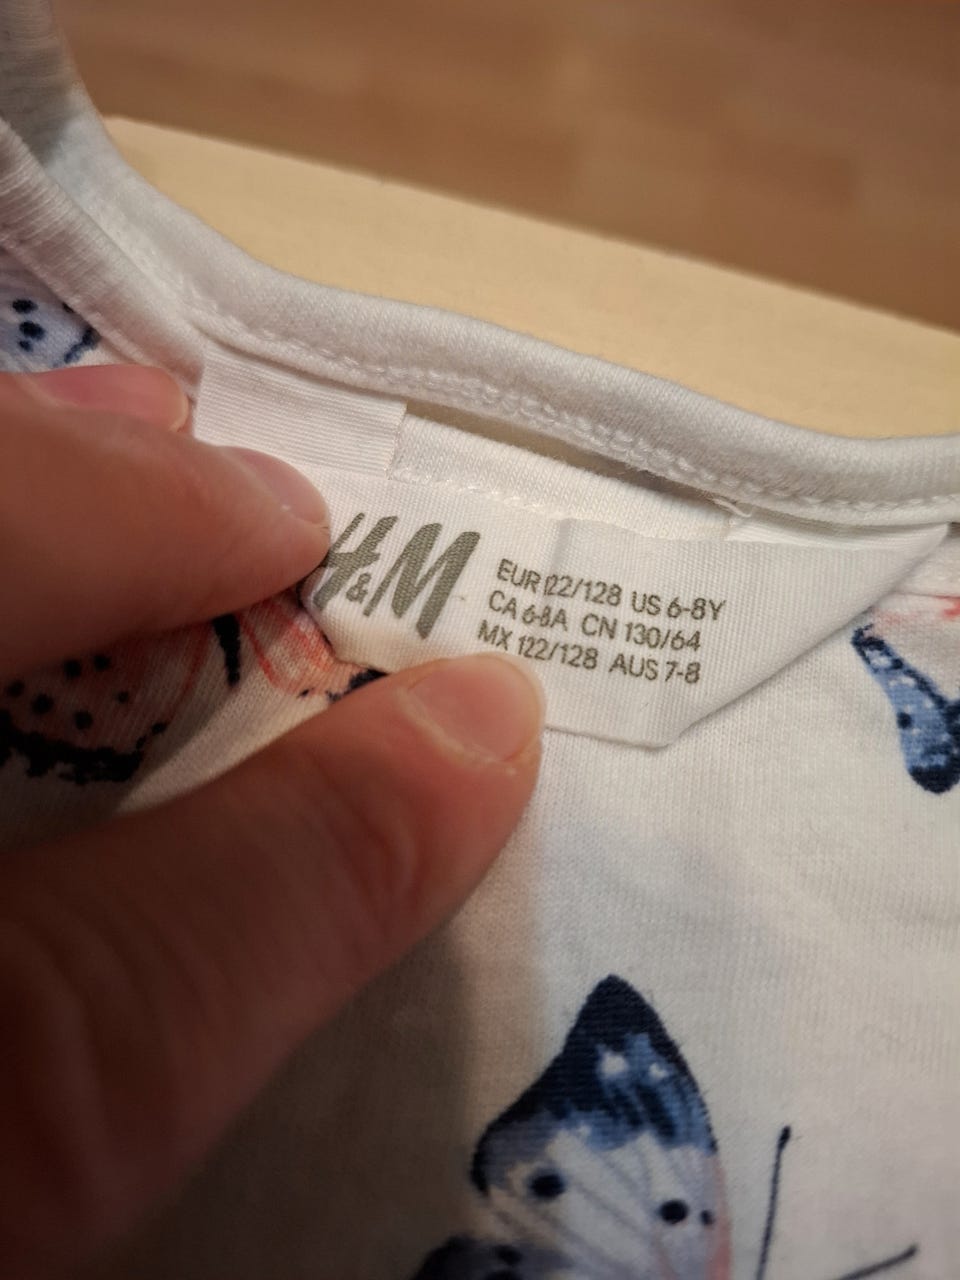 H&M
EUR 122/128 US 6-8Y
CA 6-8A CN 130/64
MX 122/128 AUS 7-8